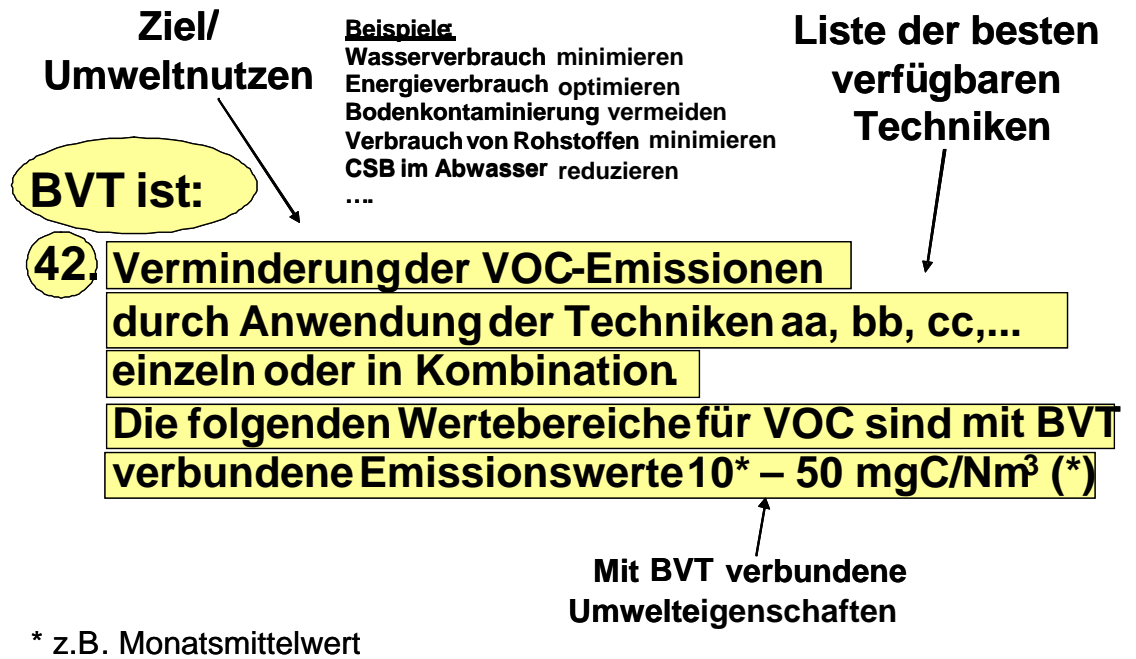 Ziel/
Umweltnutzen
Beispiele:
Wasserverbrauch minimieren
Energieverbrauch optimieren
Bodenkontaminierung vermeiden
Verbrauch von Rohstoffen minimieren
CSB im Abwasser reduzieren
....
Liste der besten
verfügbaren
Techniken
BVT ist:
42. Verminderung der VOC-Emissionen
durch Anwendung der Techniken aa, bb, cc,...
einzeln oder in Kombination.
Die folgenden Wertebereiche für VOC sind mit BVT
verbundene Emissionswerte 10* – 50 mgC/Nm³ (*)
Mit BVT verbundene
Umwelteigenschaften
* z.B. Monatsmittelwert